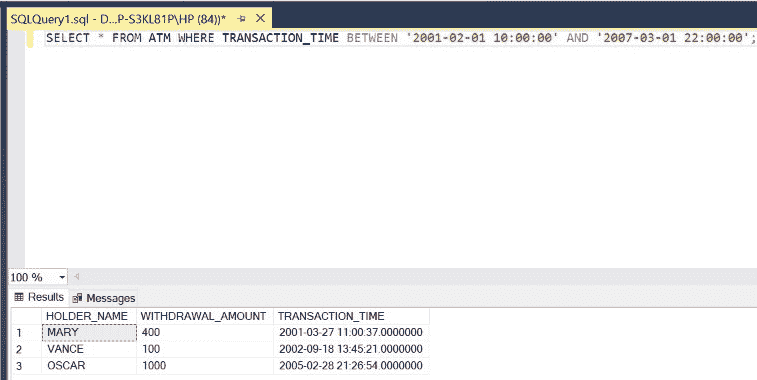 SQLQuery1.sql - D...P-S3KL81P\HP (84))*
SELECT * FROM ATM WHERE TRANSACTION_TIME BETWEEN '2001-02-01 10:00:00' AND '2007-03-01 22:00:00';
100 %
Results Messages
HOLDER_NAME WITHDRAWAL_AMOUNT TRANSACTION_TIME
1 MARY 400 2001-03-27 11:00:37.0000000
2 VANCE 100 2002-09-18 13:45:21.0000000
3 OSCAR 1000 2005-02-28 21:26:54.0000000